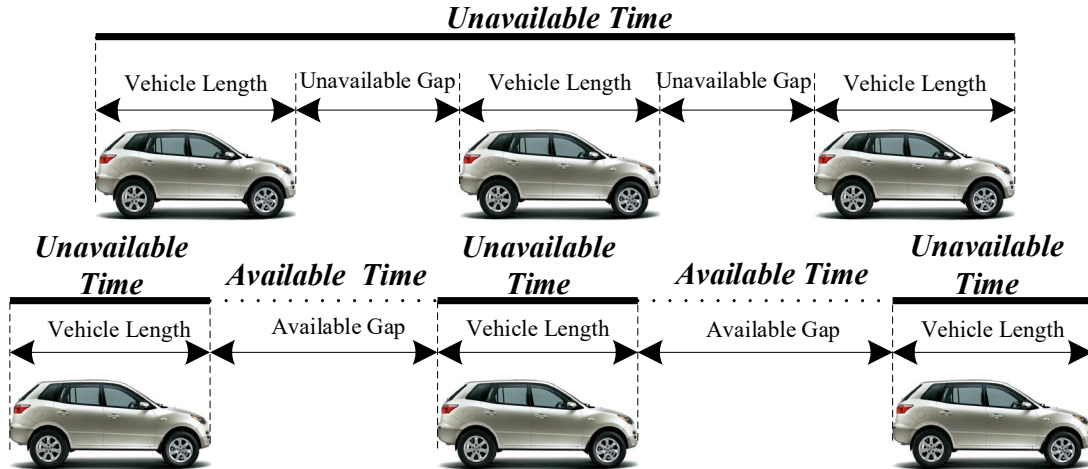 Unavailable Time
Vehicle Length Unavailable Gap Vehicle Length Unavailable Gap Vehicle Length
Unavailable Unavailable Unavailable
Time Available Time Time Available Time Time
Vehicle Length Available Gap Vehicle Length Available Gap Vehicle Length